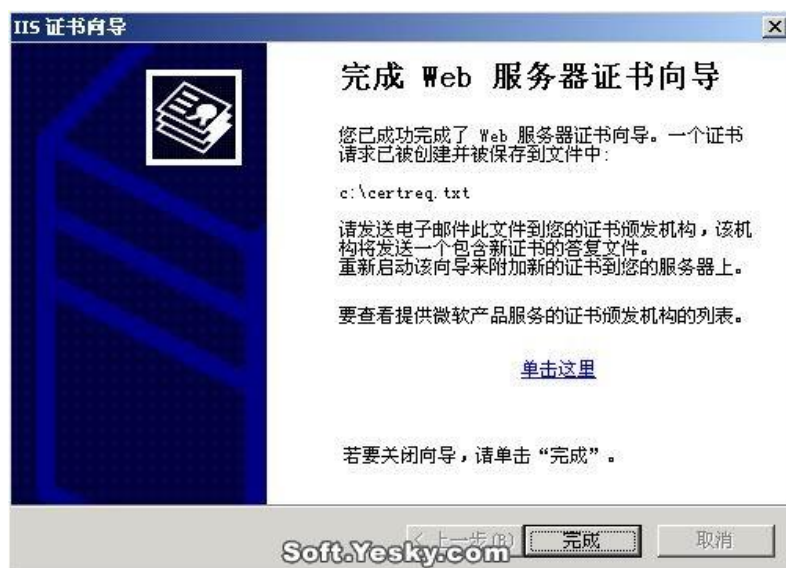 IIS 证书向导
完成 Web 服务器证书向导
您已成功完成了 Web 服务器证书向导。一个证书
请求已被创建并被保存到文件中:
c:\certreq.txt
请发送电子邮件此文件到您的证书颁发机构，该机
构将发送一个包含新证书的答复文件。
重新启动该向导来附加新的证书到您的服务器上。
要查看提供微软产品服务的证书颁发机构的列表。
单击这里
若要关闭向导，请单击“完成”。
< 上一步(B)
完成
取消
Soft.Yesky.com